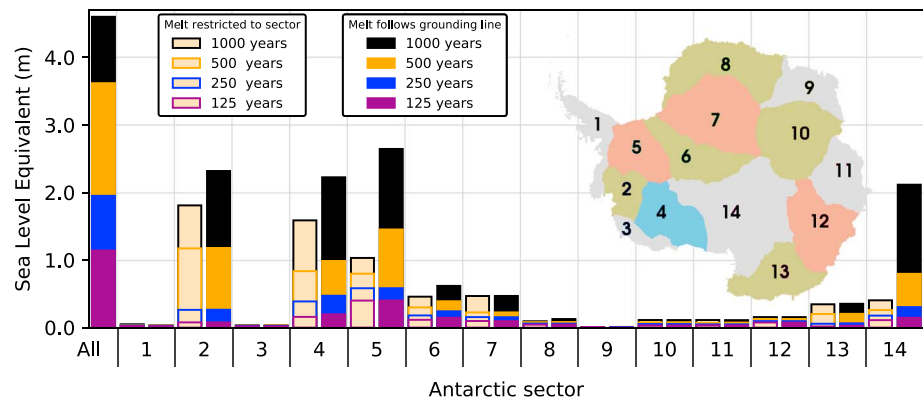 Melt restricted to sector
1000 years
500 years
250 years
125 years
Melt follows grounding line
1000 years
500 years
250 years
125 years
Sea Level Equivalent (m)
4.0
3.0
2.0
1.0
0.0
8
9
1
7
10
5
6
11
2
4
14
12
3
13
All 1 2 3 4 5 6 7 8 9 10 11 12 13 14
Antarctic sector